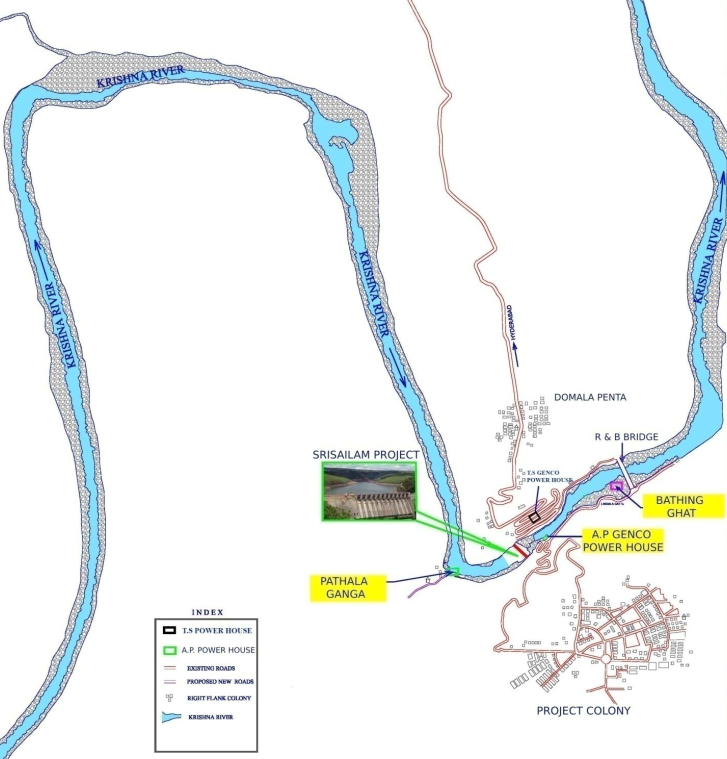 KRISHNA RIVER
KRISHNA RIVER
KRISHNA RIVER
KRISHNA RIVER
HYDERABAD
DOMALA PENTA
R & B BRIDGE
SRISAILAM PROJECT
T.S GENCO
POWER HOUSE
BATHING
GHAT
A.P GENCO
POWER HOUSE
PATHALA
GANGA
PROJECT COLONY
INDEX
T.S POWER HOUSE
A.P. POWER HOUSE
EXISTING ROADS
PROPOSED NEW ROADS
RIGHT FLANK COLONY
KRISHNA RIVER